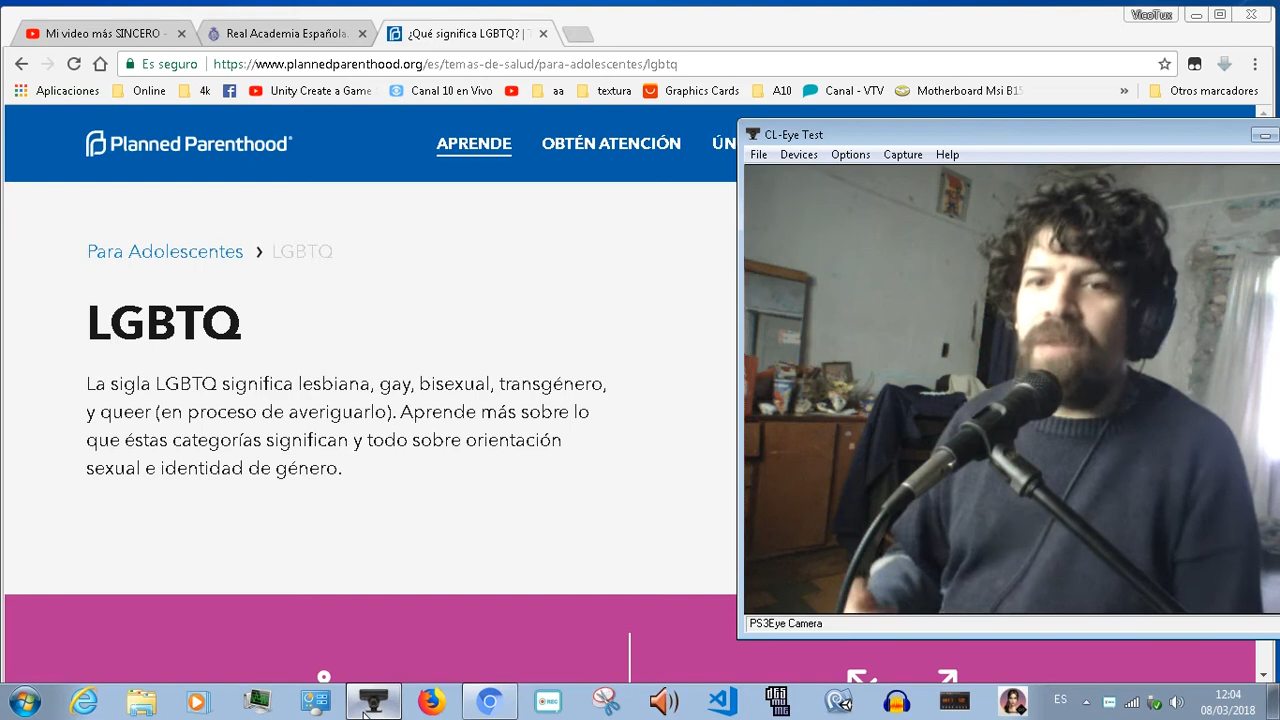 VicoTux
Mi video más SINCERO -
Real Academia Española.
¿Qué significa LGBTQ? |
Es seguro
https://www.plannedparenthood.org/es/temas-de-salud/para-adolescentes/lgbtq
Aplicaciones
Online
4k
Unity Create a Game
Canal 10 en Vivo
aa
textura
Graphics Cards
A10
Canal - VTV
Motherboard Msi B15
»
Otros marcadores
Planned Parenthood®
APRENDE
OBTÉN ATENCIÓN
ÚN
CL-Eye Test
File Devices Options Capture Help
Para Adolescentes > LGBTQ
LGBTQ
La sigla LGBTQ significa lesbiana, gay, bisexual, transgénero,
y queer (en proceso de averiguarlo). Aprende más sobre lo
que éstas categorías significan y todo sobre orientación
sexual e identidad de género.
PS3Eye Camera
REC
ES
12:04
08/03/2018